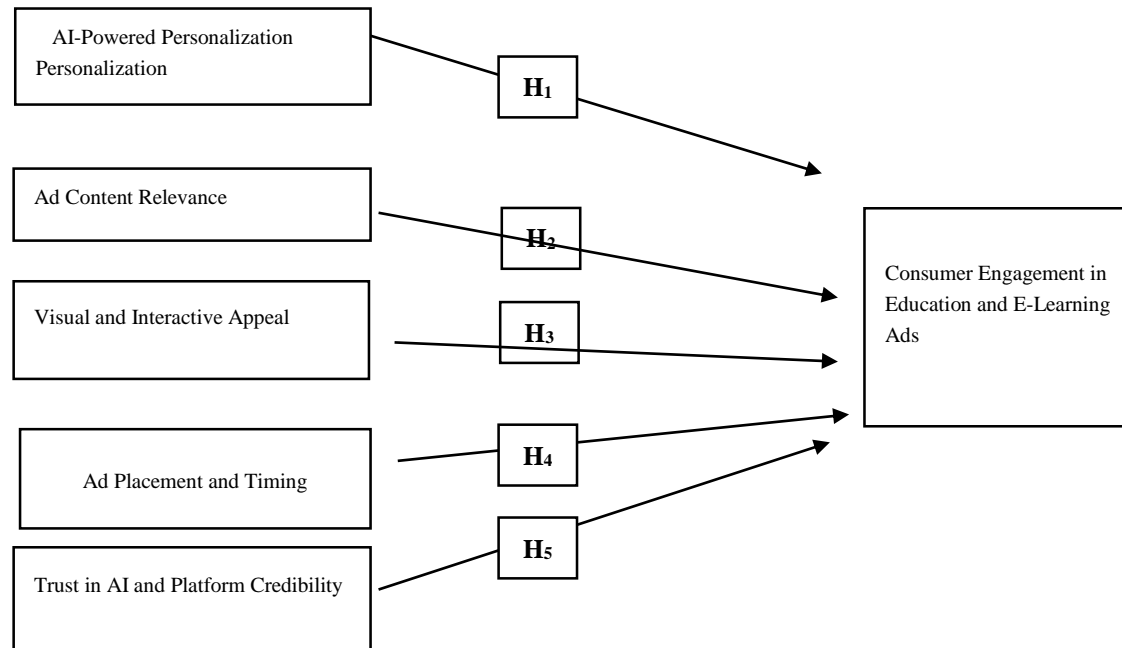 AI-Powered Personalization
Personalization
H₁
Ad Content Relevance
H₂
Visual and Interactive Appeal
H₃
Consumer Engagement in
Education and E-Learning
Ads
Ad Placement and Timing
H₄
Trust in AI and Platform Credibility
H₅